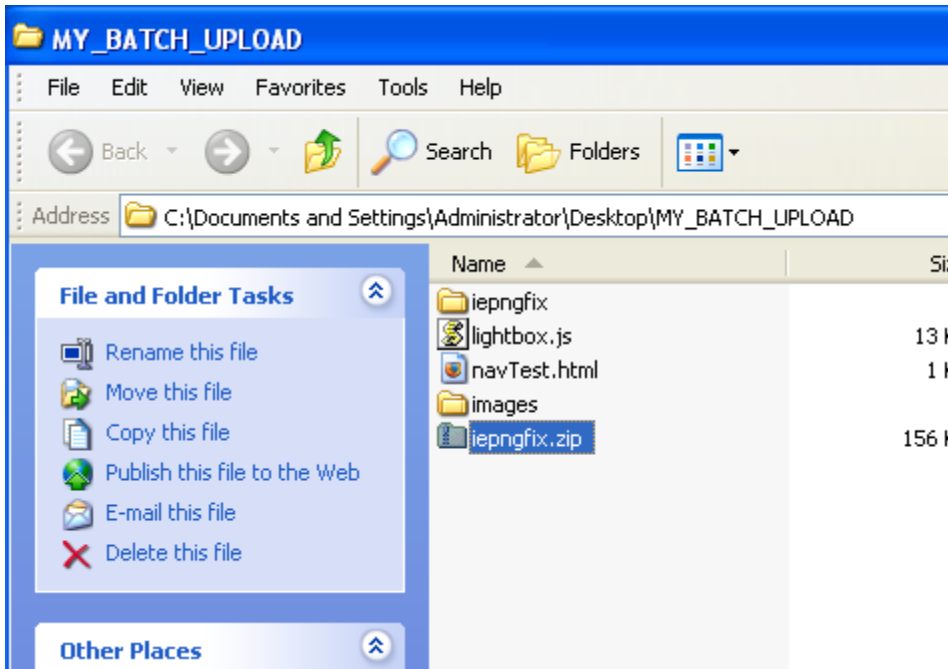 MY_BATCH_UPLOAD
File Edit View Favorites Tools Help
Back Search Folders
Address C:\Documents and Settings\Administrator\Desktop\MY_BATCH_UPLOAD
File and Folder Tasks
Rename this file
Move this file
Copy this file
Publish this file to the Web
E-mail this file
Delete this file
Other Places
Name
iepngfix
lightbox.js 13
navTest.html 1
images
iepngfix.zip 156